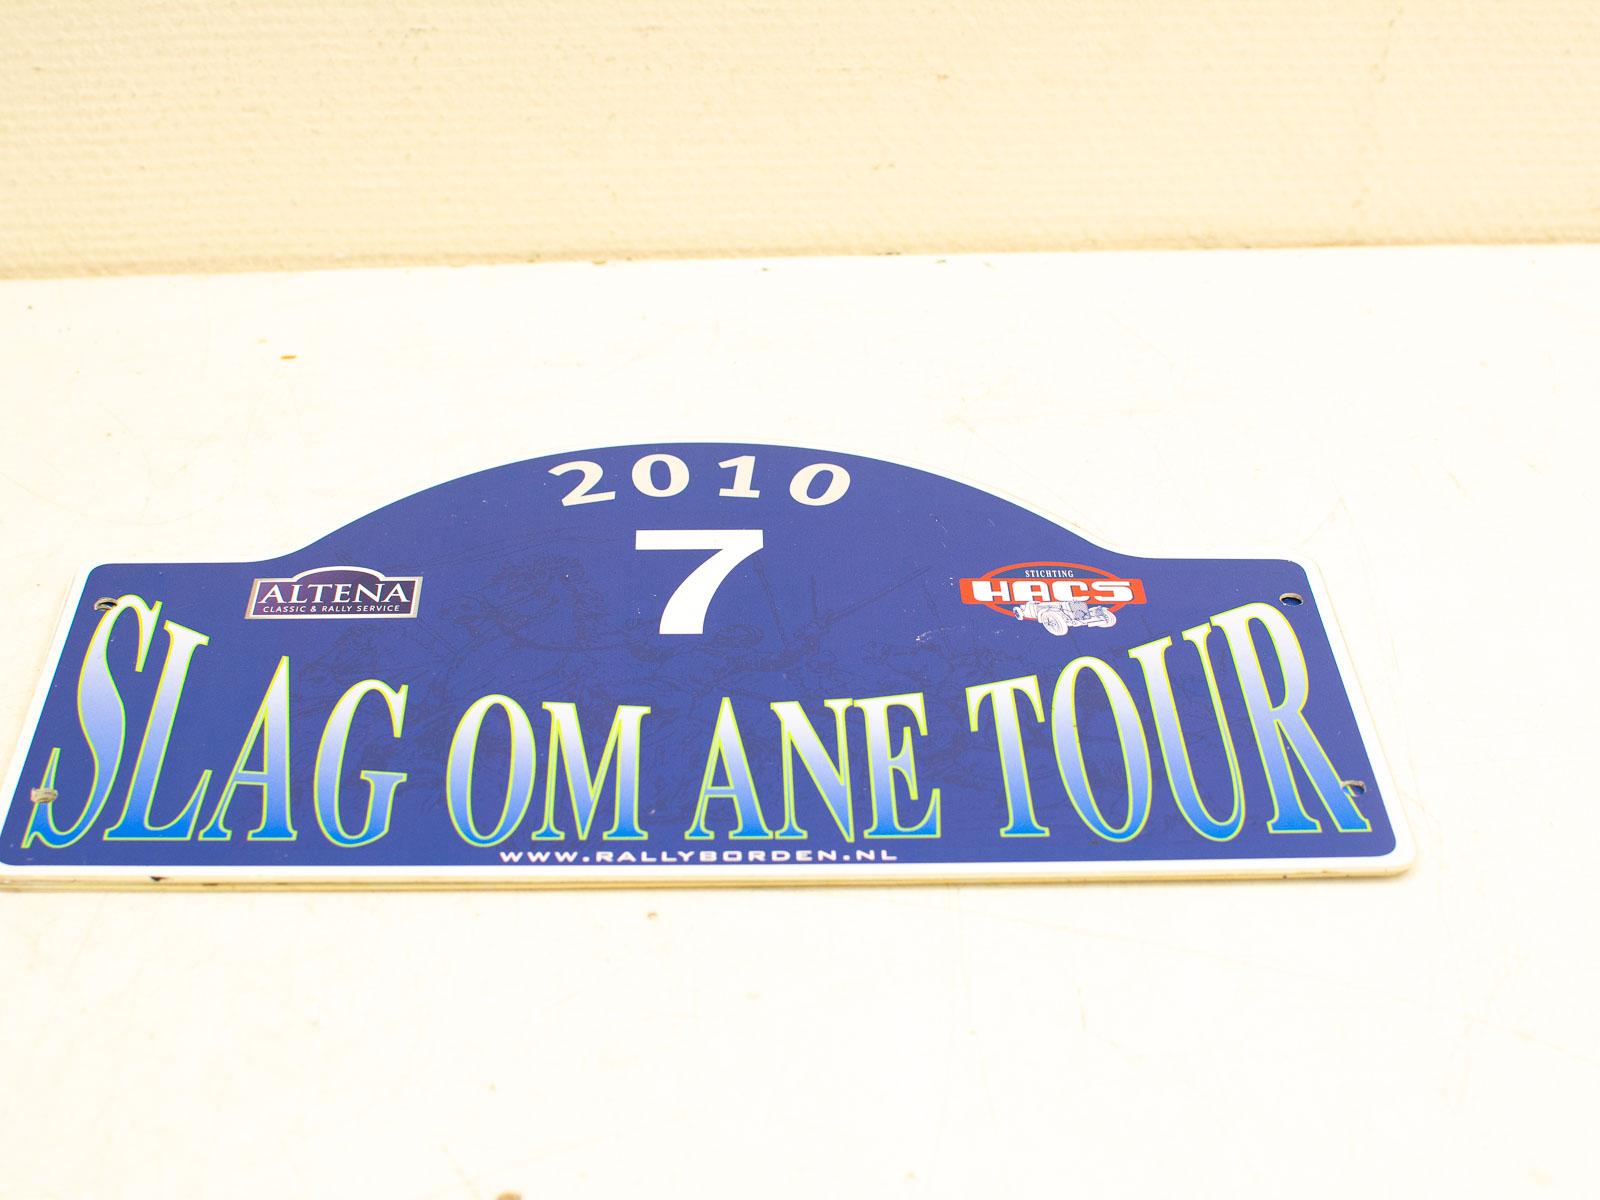 2010
7
ALTENA
CLASSIC & RALLY SERVICE
STICHTING
HACS
SLAG OM ANE TOUR
WWW.RALLYBORDEN.NL